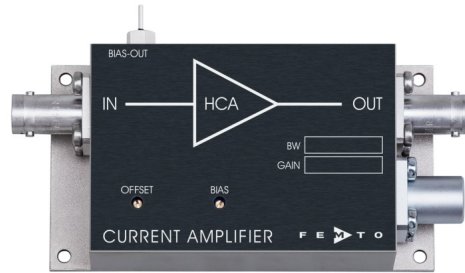 BIAS-OUT
IN HCA OUT
BW
GAIN
OFFSET BIAS
CURRENT AMPLIFIER FEMTO